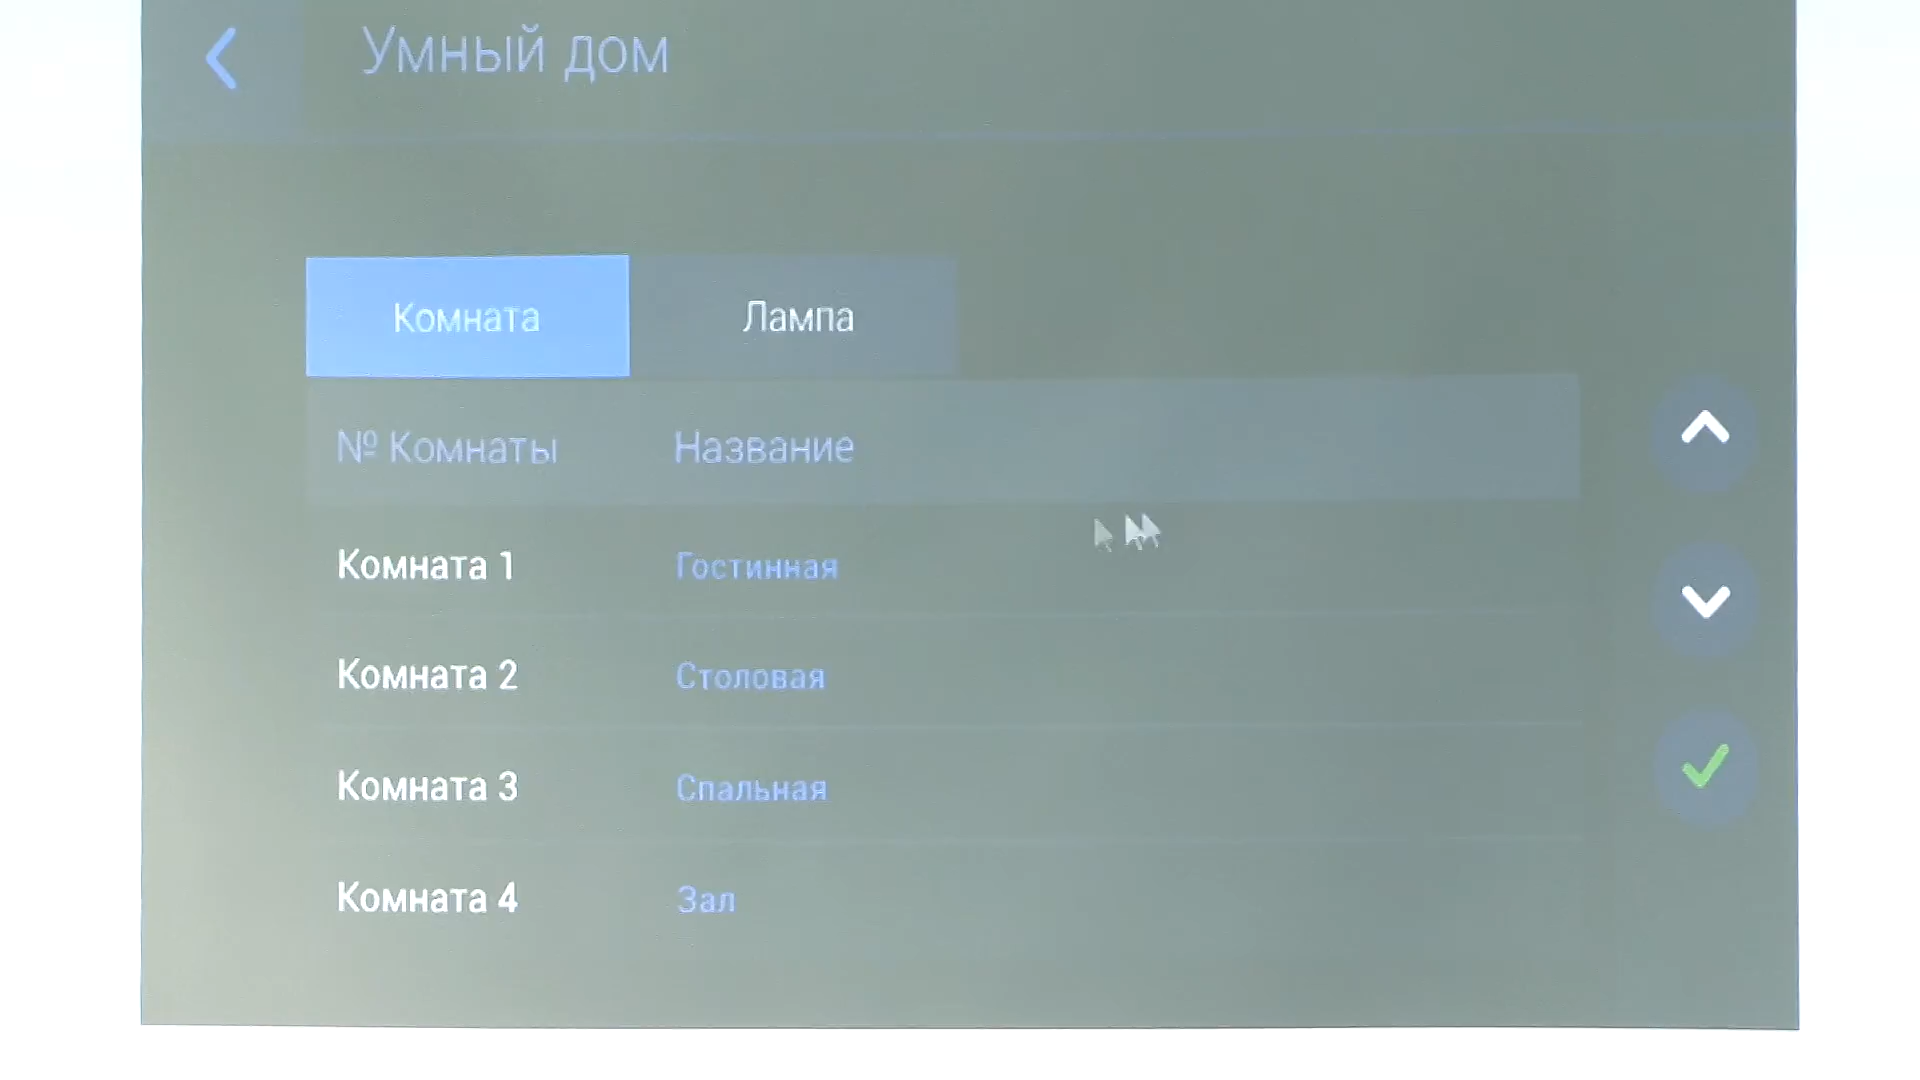 Умный дом
Комната Лампа
№ Комнаты Название
Комната 1 Гостинная
Комната 2 Столовая
Комната 3 Спальная
Комната 4 Зал